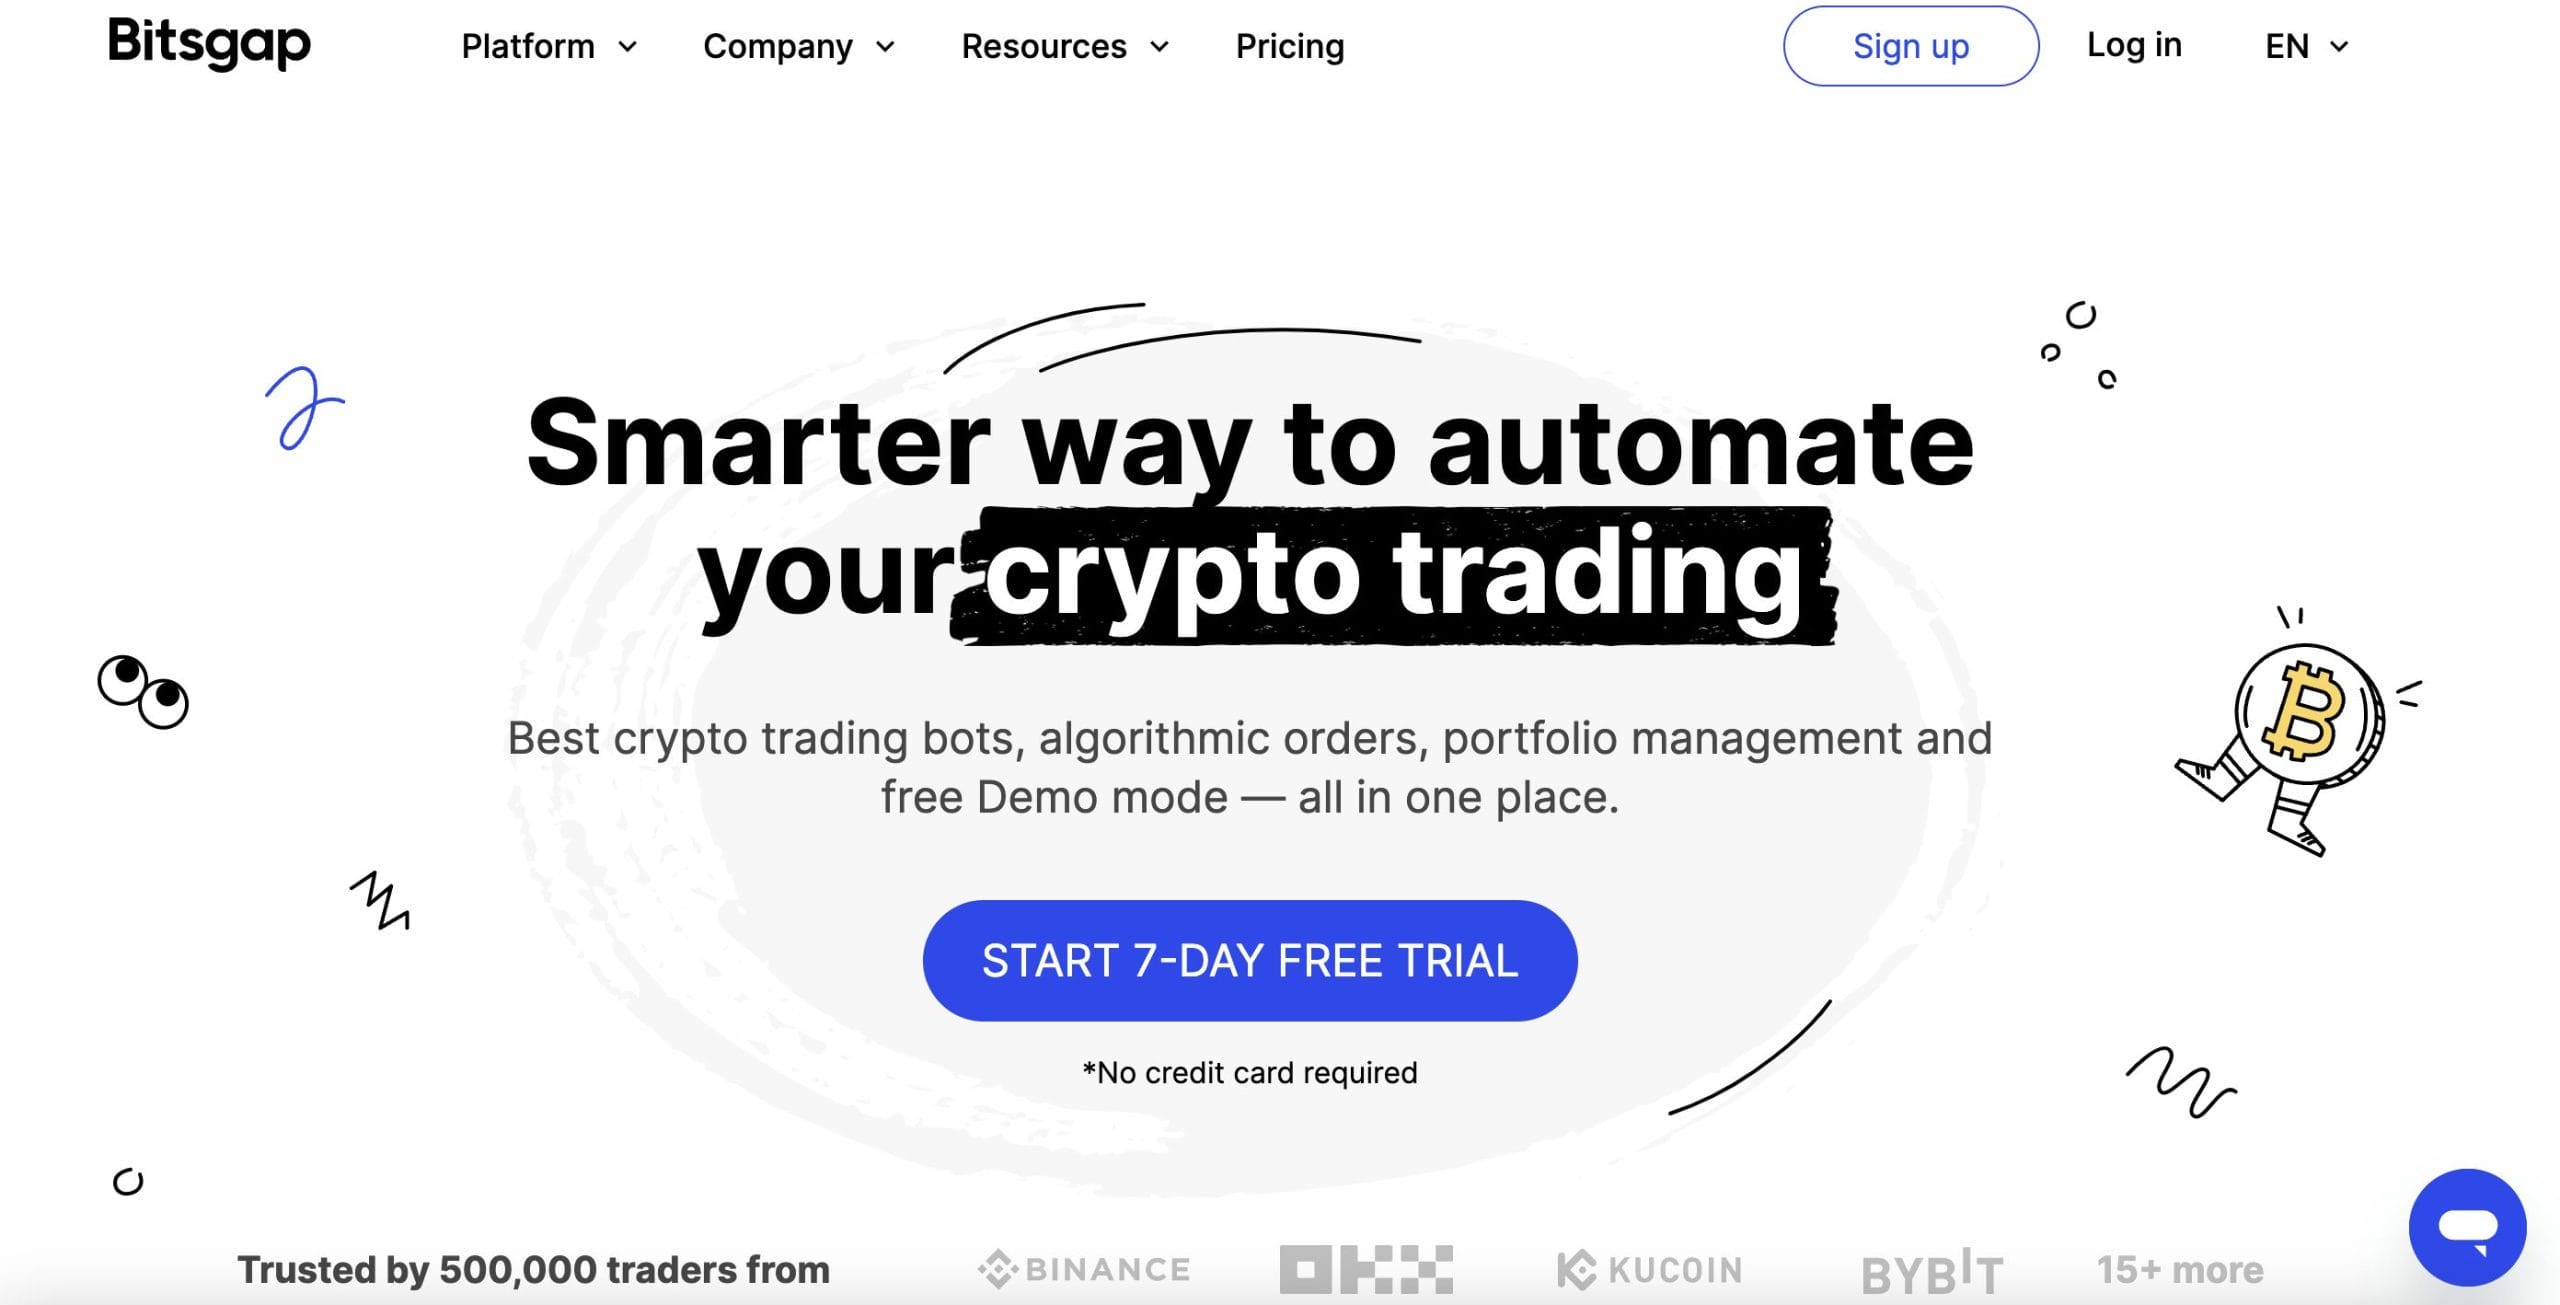 Bitsgap Platform Company Resources Pricing Sign up Log in EN
Smarter way to automate
your crypto trading
Best crypto trading bots, algorithmic orders, portfolio management and
free Demo mode — all in one place.
START 7-DAY FREE TRIAL
*No credit card required
Trusted by 500,000 traders from BINANCE OKX KUCOIN BYBIT 15+ more